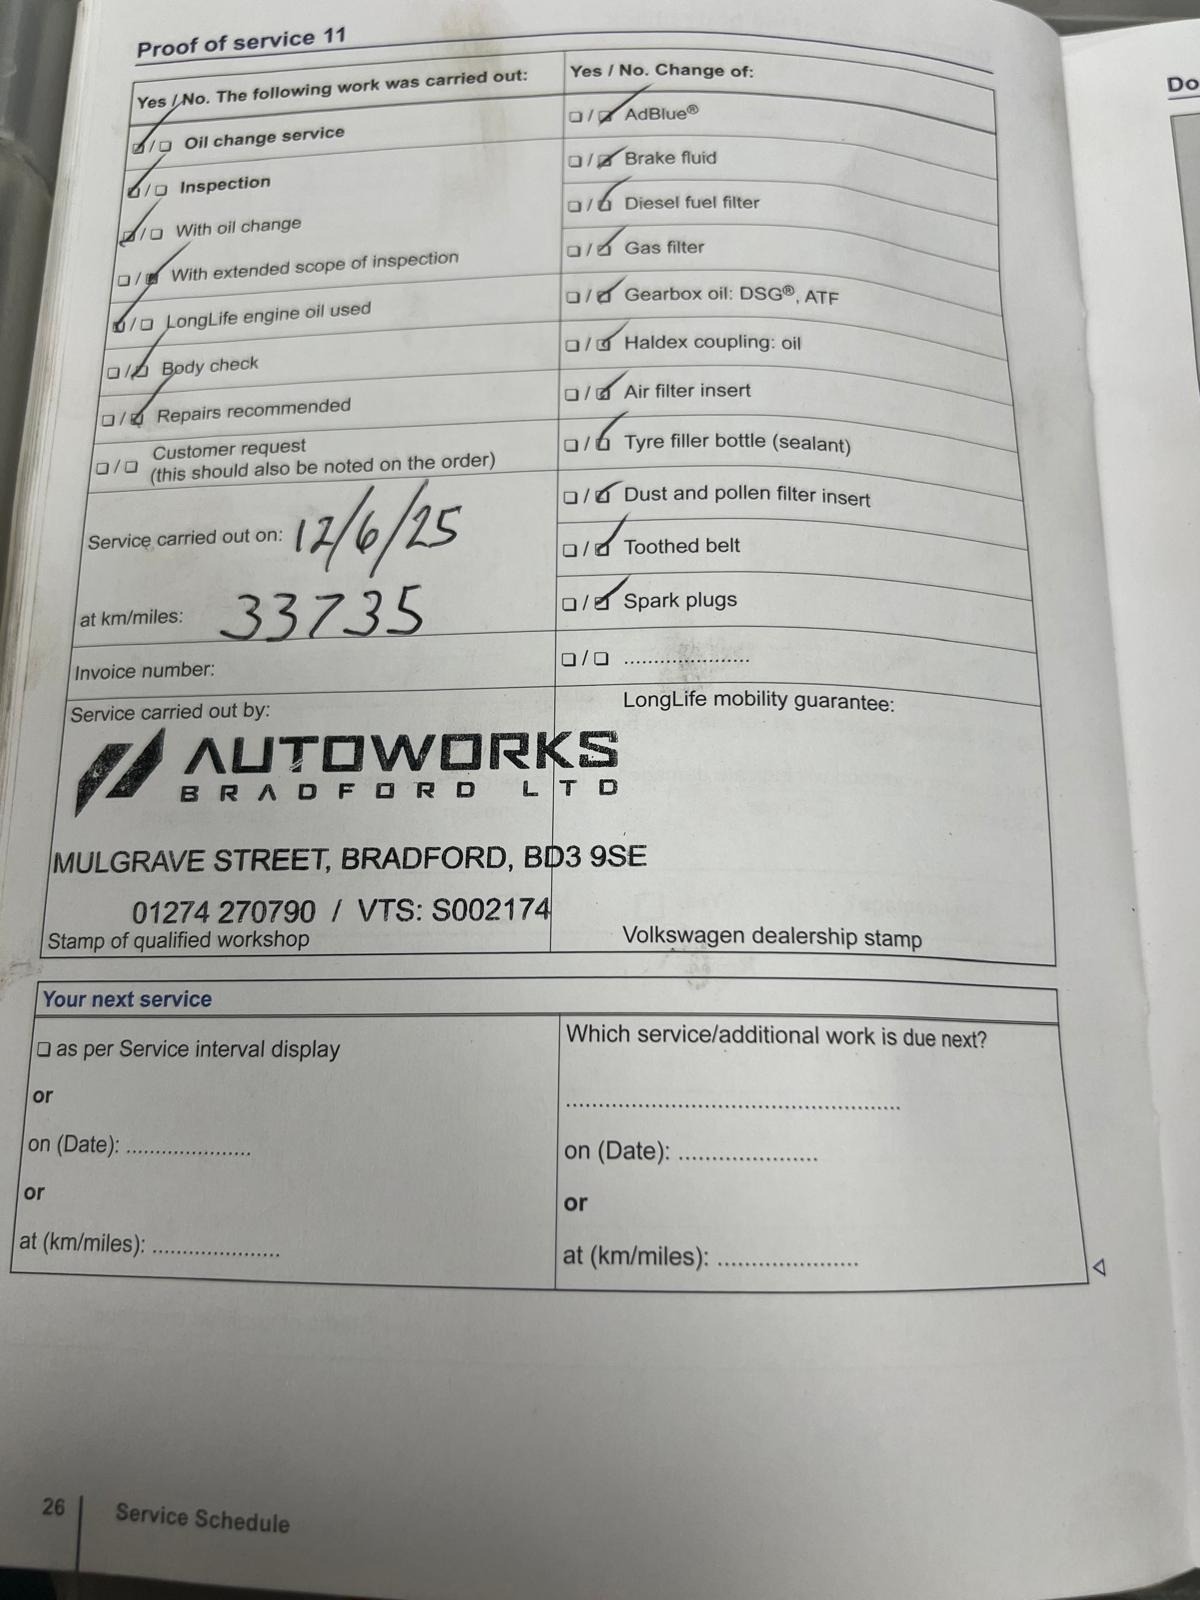 Proof of service 11
Yes / No. The following work was carried out:
☑ / ☐ Oil change service
☑ / ☐ Inspection
☑ / ☐ With oil change
☐ / ☑ With extended scope of inspection
☑ / ☐ LongLife engine oil used
☐ / ☑ Body check
☐ / ☑ Repairs recommended
☐ / ☐ Customer request
(this should also be noted on the order)
Service carried out on: 12/6/25
at km/miles: 33735
Invoice number:
Service carried out by:
AUTOWORKS
BRADFORD LTD
MULGRAVE STREET, BRADFORD, BD3 9SE
01274 270790 / VTS: S002174
Stamp of qualified workshop
Yes / No. Change of:
☐ / ☑ AdBlue®
☐ / ☑ Brake fluid
☐ / ☑ Diesel fuel filter
☐ / ☑ Gas filter
☐ / ☑ Gearbox oil: DSG®, ATF
☐ / ☑ Haldex coupling: oil
☐ / ☑ Air filter insert
☐ / ☑ Tyre filler bottle (sealant)
☐ / ☑ Dust and pollen filter insert
☐ / ☑ Toothed belt
☐ / ☑ Spark plugs
☐ / ☐ .....................
LongLife mobility guarantee:
Volkswagen dealership stamp
Your next service
☐ as per Service interval display
or
on (Date): .....................
or
at (km/miles): .....................
Which service/additional work is due next?
.....................................................
on (Date): .....................
or
at (km/miles): .....................
26
Service Schedule
Do